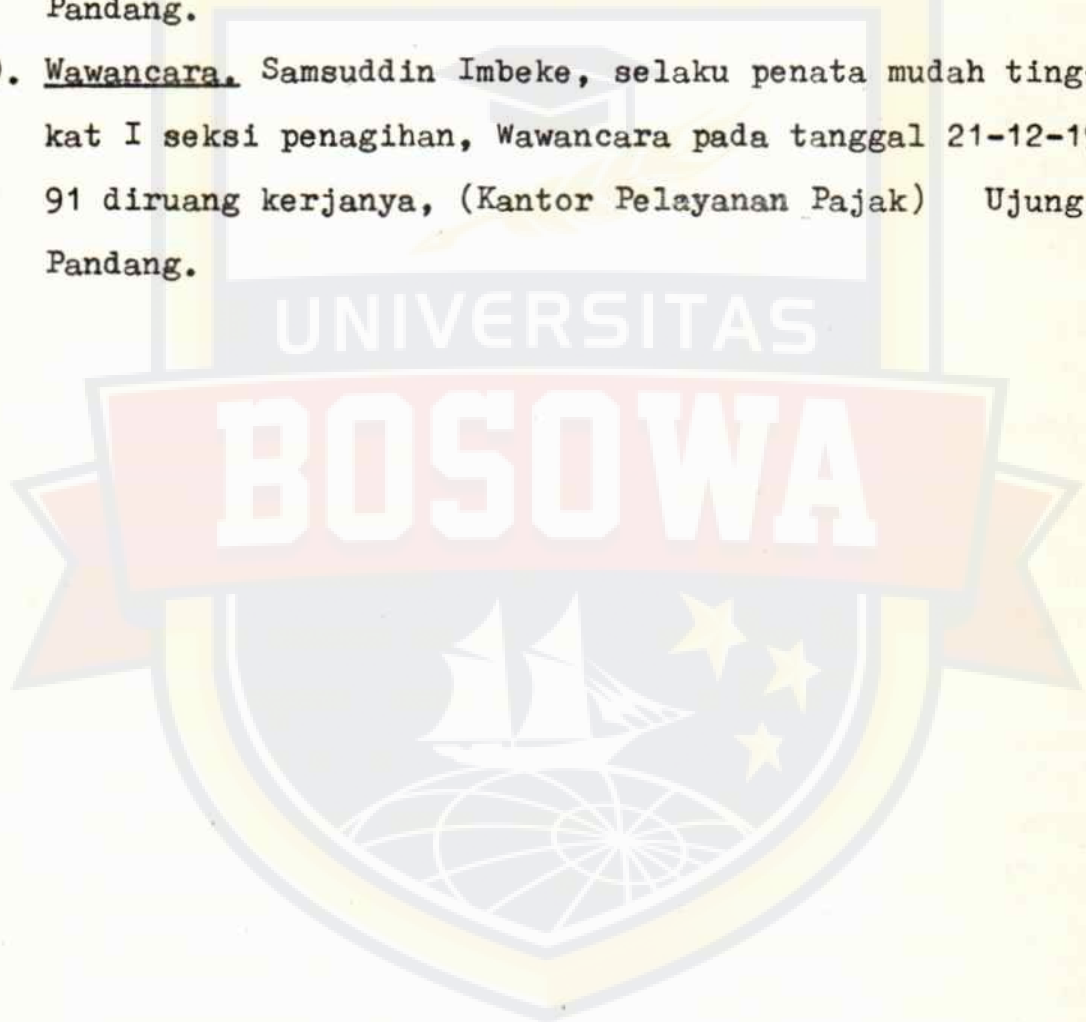 Pandang.
). Wawancara. Samsuddin Imbeke, selaku penata mudah ting
kat I seksi penagihan, Wawancara pada tanggal 21-12-19
91 diruang kerjanya, (Kantor Pelayanan Pajak) Ujung
Pandang.
UNIVERSITAS
BOSOWA